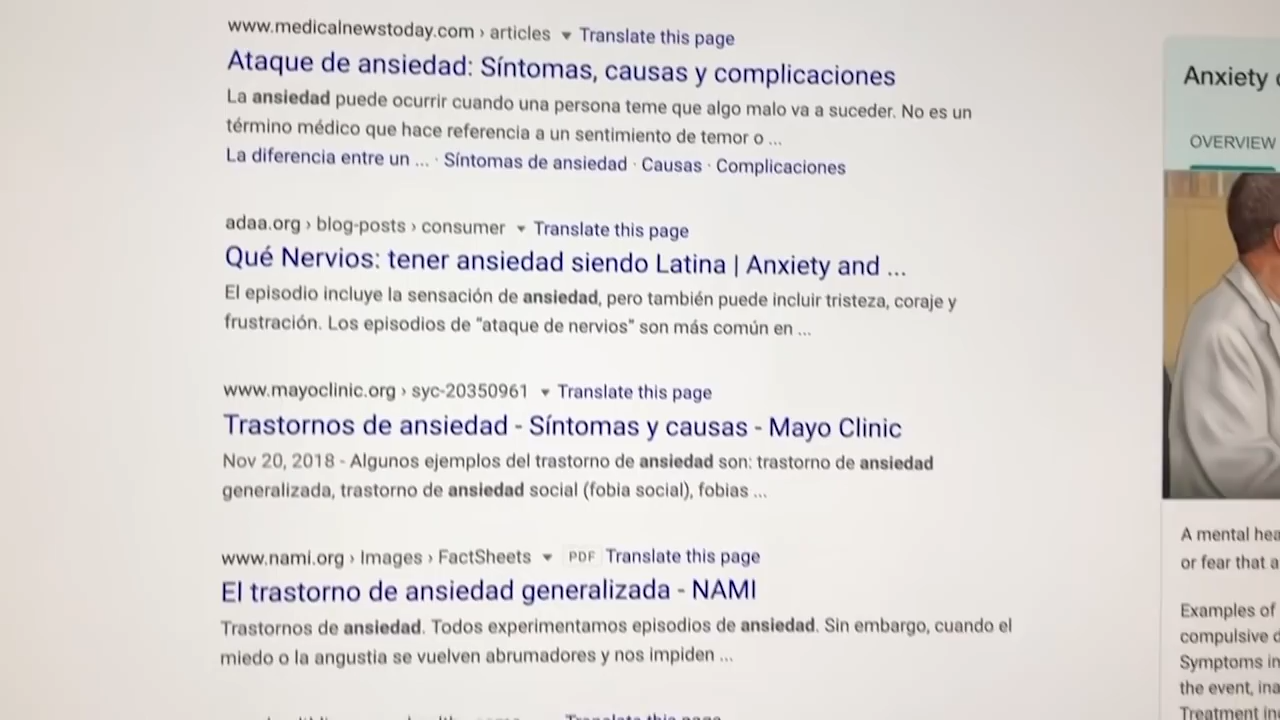 www.medicalnewstoday.com › articles ▾ Translate this page
Ataque de ansiedad: Síntomas, causas y complicaciones
La ansiedad puede ocurrir cuando una persona teme que algo malo va a suceder. No es un
término médico que hace referencia a un sentimiento de temor o ...
La diferencia entre un ... · Síntomas de ansiedad · Causas · Complicaciones
adaa.org › blog-posts › consumer ▾ Translate this page
Qué Nervios: tener ansiedad siendo Latina | Anxiety and ...
El episodio incluye la sensación de ansiedad, pero también puede incluir tristeza, coraje y
frustración. Los episodios de "ataque de nervios" son más común en ...
www.mayoclinic.org › syc-20350961 ▾ Translate this page
Trastornos de ansiedad - Síntomas y causas - Mayo Clinic
Nov 20, 2018 - Algunos ejemplos del trastorno de ansiedad son: trastorno de ansiedad
generalizada, trastorno de ansiedad social (fobia social), fobias ...
www.nami.org › Images › FactSheets ▾ PDF Translate this page
El trastorno de ansiedad generalizada - NAMI
Trastornos de ansiedad. Todos experimentamos episodios de ansiedad. Sin embargo, cuando el
miedo o la angustia se vuelven abrumadores y nos impiden ...
Translate this page
Anxiety
OVERVIEW
A mental hea
or fear that a
Examples of
compulsive d
Symptoms in
the event, ina
Treatment inc